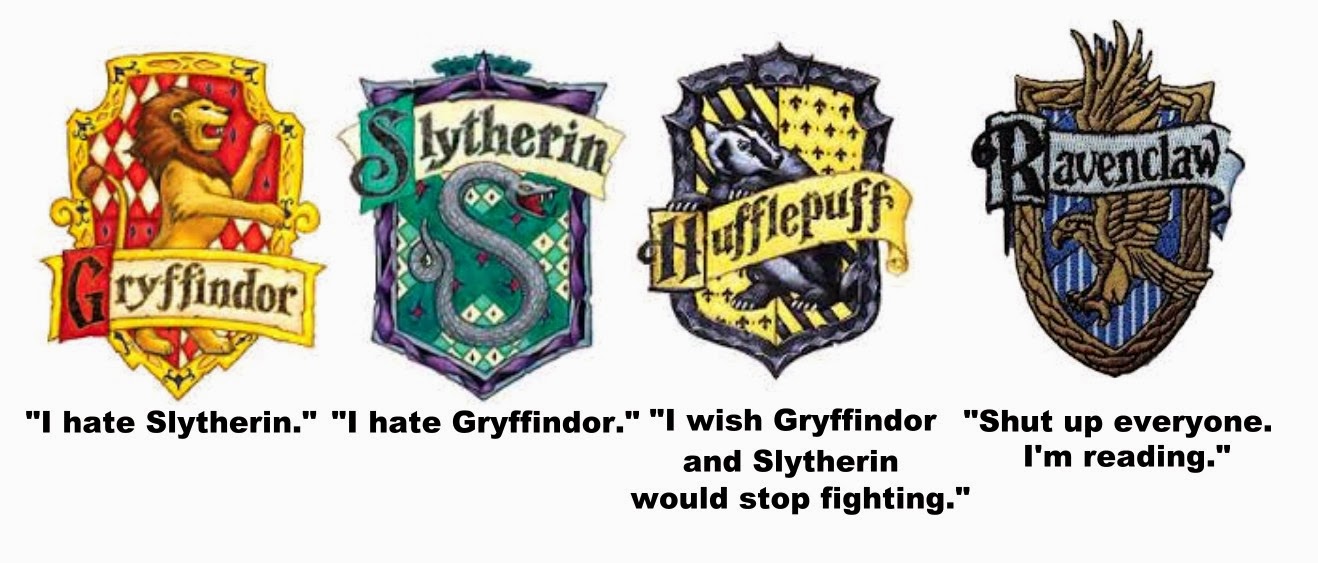 Gryffindor
Slytherin
Hufflepuff
Ravenclaw
"I hate Slytherin."
"I hate Gryffindor."
"I wish Gryffindor
and Slytherin
would stop fighting."
"Shut up everyone.
I'm reading."